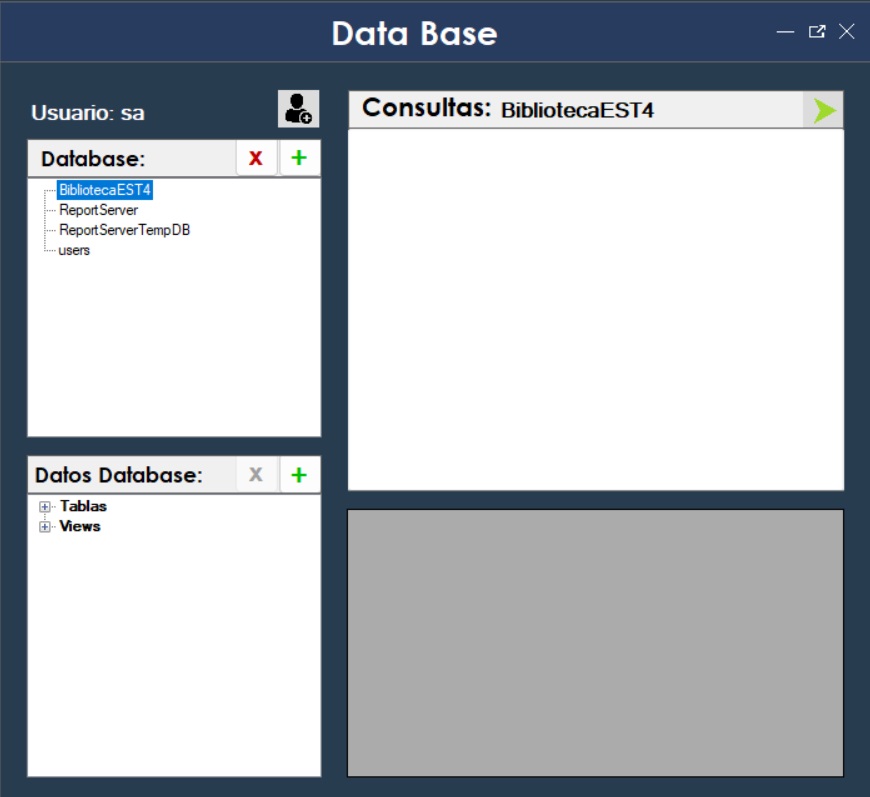 Data Base
Usuario: sa
Database:
X
+
BibliotecaEST4
ReportServer
ReportServerTempDB
users
Datos Database:
X
+
Tablas
Views
Consultas: BibliotecaEST4